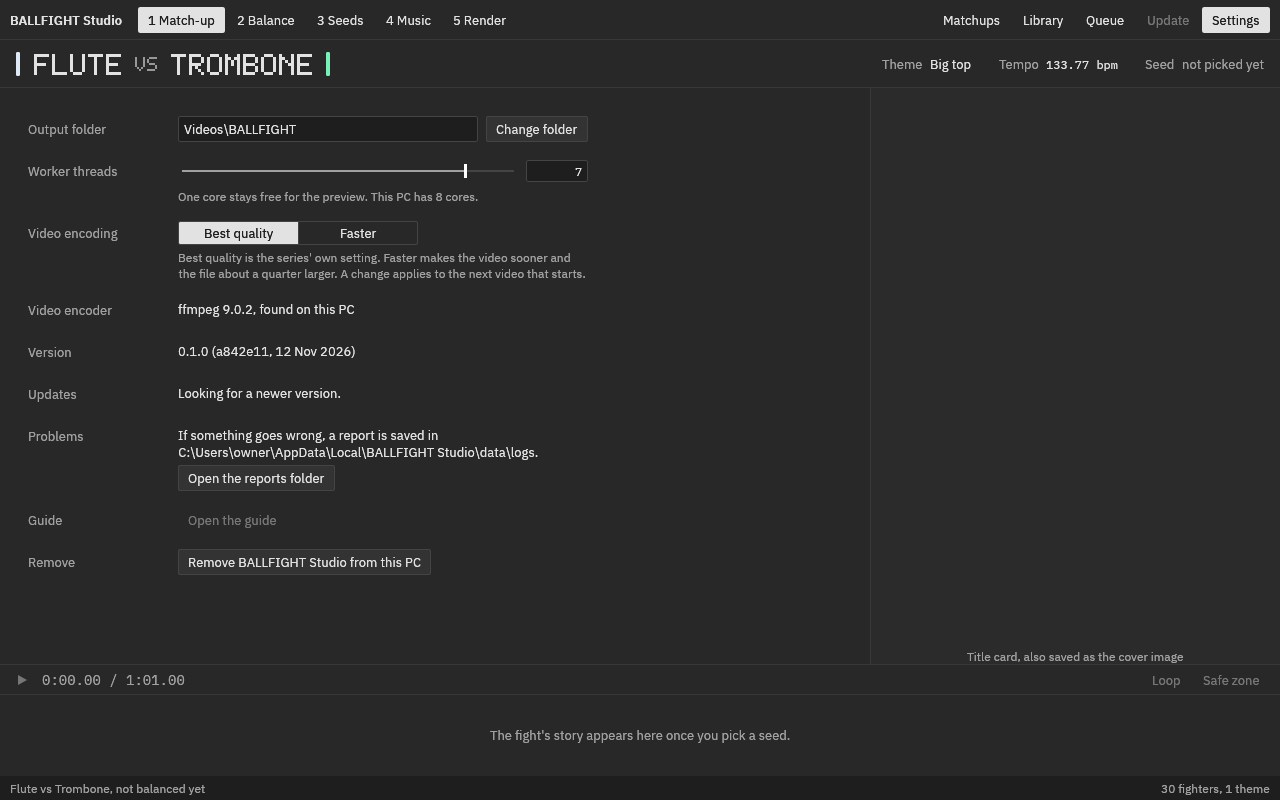 BALLFIGHT Studio 1 Match-up 2 Balance 3 Seeds 4 Music 5 Render Matchups Library Queue Update Settings
FLUTE VS TROMBONE Theme Big top Tempo 133.77 bpm Seed not picked yet
Output folder Videos\BALLFIGHT Change folder
Worker threads 7
One core stays free for the preview. This PC has 8 cores.
Video encoding Best quality Faster
Best quality is the series' own setting. Faster makes the video sooner and
the file about a quarter larger. A change applies to the next video that starts.
Video encoder ffmpeg 9.0.2, found on this PC
Version 0.1.0 (a842e11, 12 Nov 2026)
Updates Looking for a newer version.
Problems If something goes wrong, a report is saved in
C:\Users\owner\AppData\Local\BALLFIGHT Studio\data\logs.
Open the reports folder
Guide Open the guide
Remove Remove BALLFIGHT Studio from this PC
Title card, also saved as the cover image
0:00.00 / 1:01.00 Loop Safe zone
The fight's story appears here once you pick a seed.
Flute vs Trombone, not balanced yet 30 fighters, 1 theme